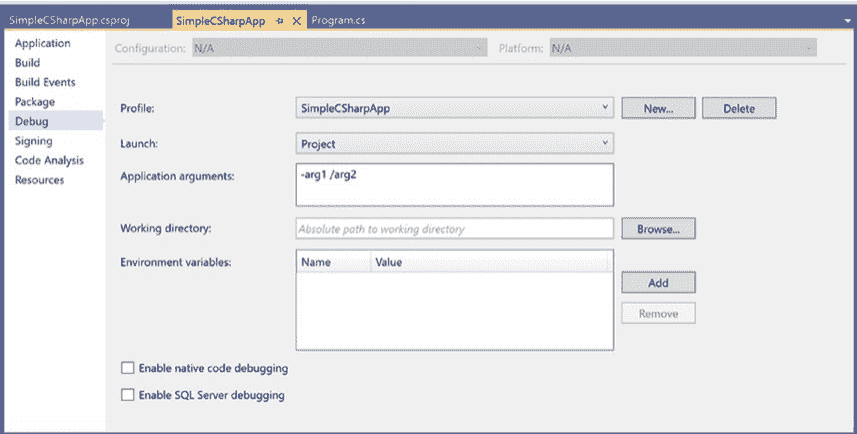 SimpleCSharpApp.csproj SimpleCSharpApp Program.cs
Application
Build
Build Events
Package
Debug
Signing
Code Analysis
Resources
Configuration: N/A Platform: N/A
Profile: SimpleCSharpApp New... Delete
Launch: Project
Application arguments: -arg1 /arg2
Working directory: Absolute path to working directory Browse...
Environment variables: Name Value
Add
Remove
Enable native code debugging
Enable SQL Server debugging